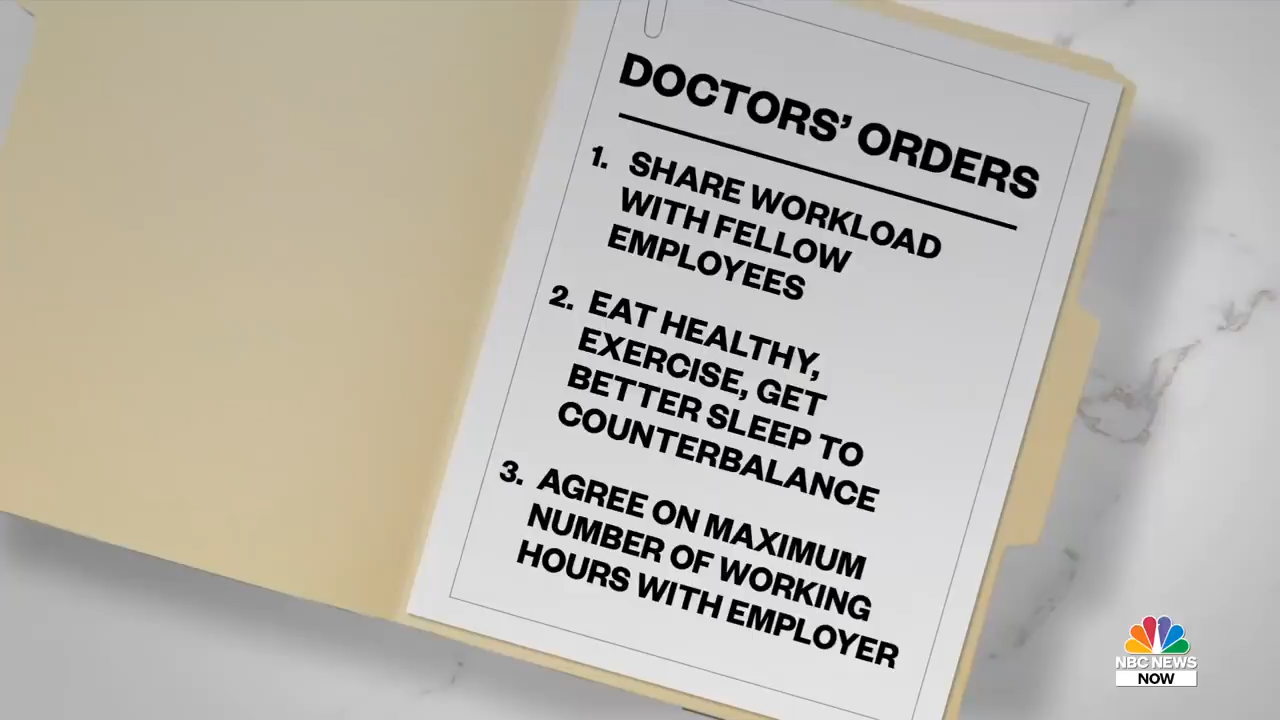 DOCTORS' ORDERS
1. SHARE WORKLOAD
WITH FELLOW
EMPLOYEES
2. EAT HEALTHY,
EXERCISE, GET
BETTER SLEEP TO
COUNTERBALANCE
3. AGREE ON MAXIMUM
NUMBER OF WORKING
HOURS WITH EMPLOYER
NBC NEWS
NOW